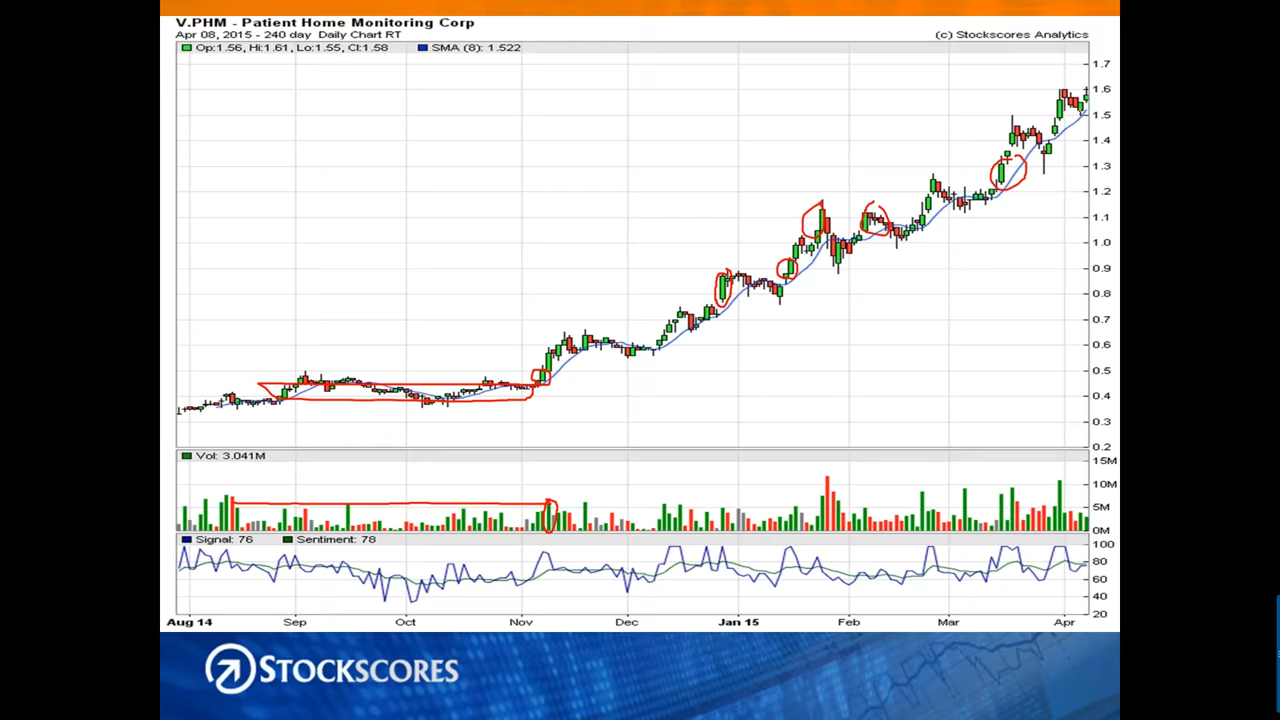 V.PHM - Patient Home Monitoring Corp
Apr 08, 2015 - 240 day Daily Chart RT
(c) Stockscores Analytics
Op:1.56, Hi:1.61, Lo:1.55, Cl:1.58 SMA (8): 1.522
1.7
1.6
1.5
1.4
1.3
1.2
1.1
1.0
0.9
0.8
0.7
0.6
0.5
0.4
0.3
0.2
Vol: 3.041M
15M
10M
5M
0M
Signal: 76 Sentiment: 78
100
80
60
40
20
Aug 14 Sep Oct Nov Dec Jan 15 Feb Mar Apr
STOCKSCORES